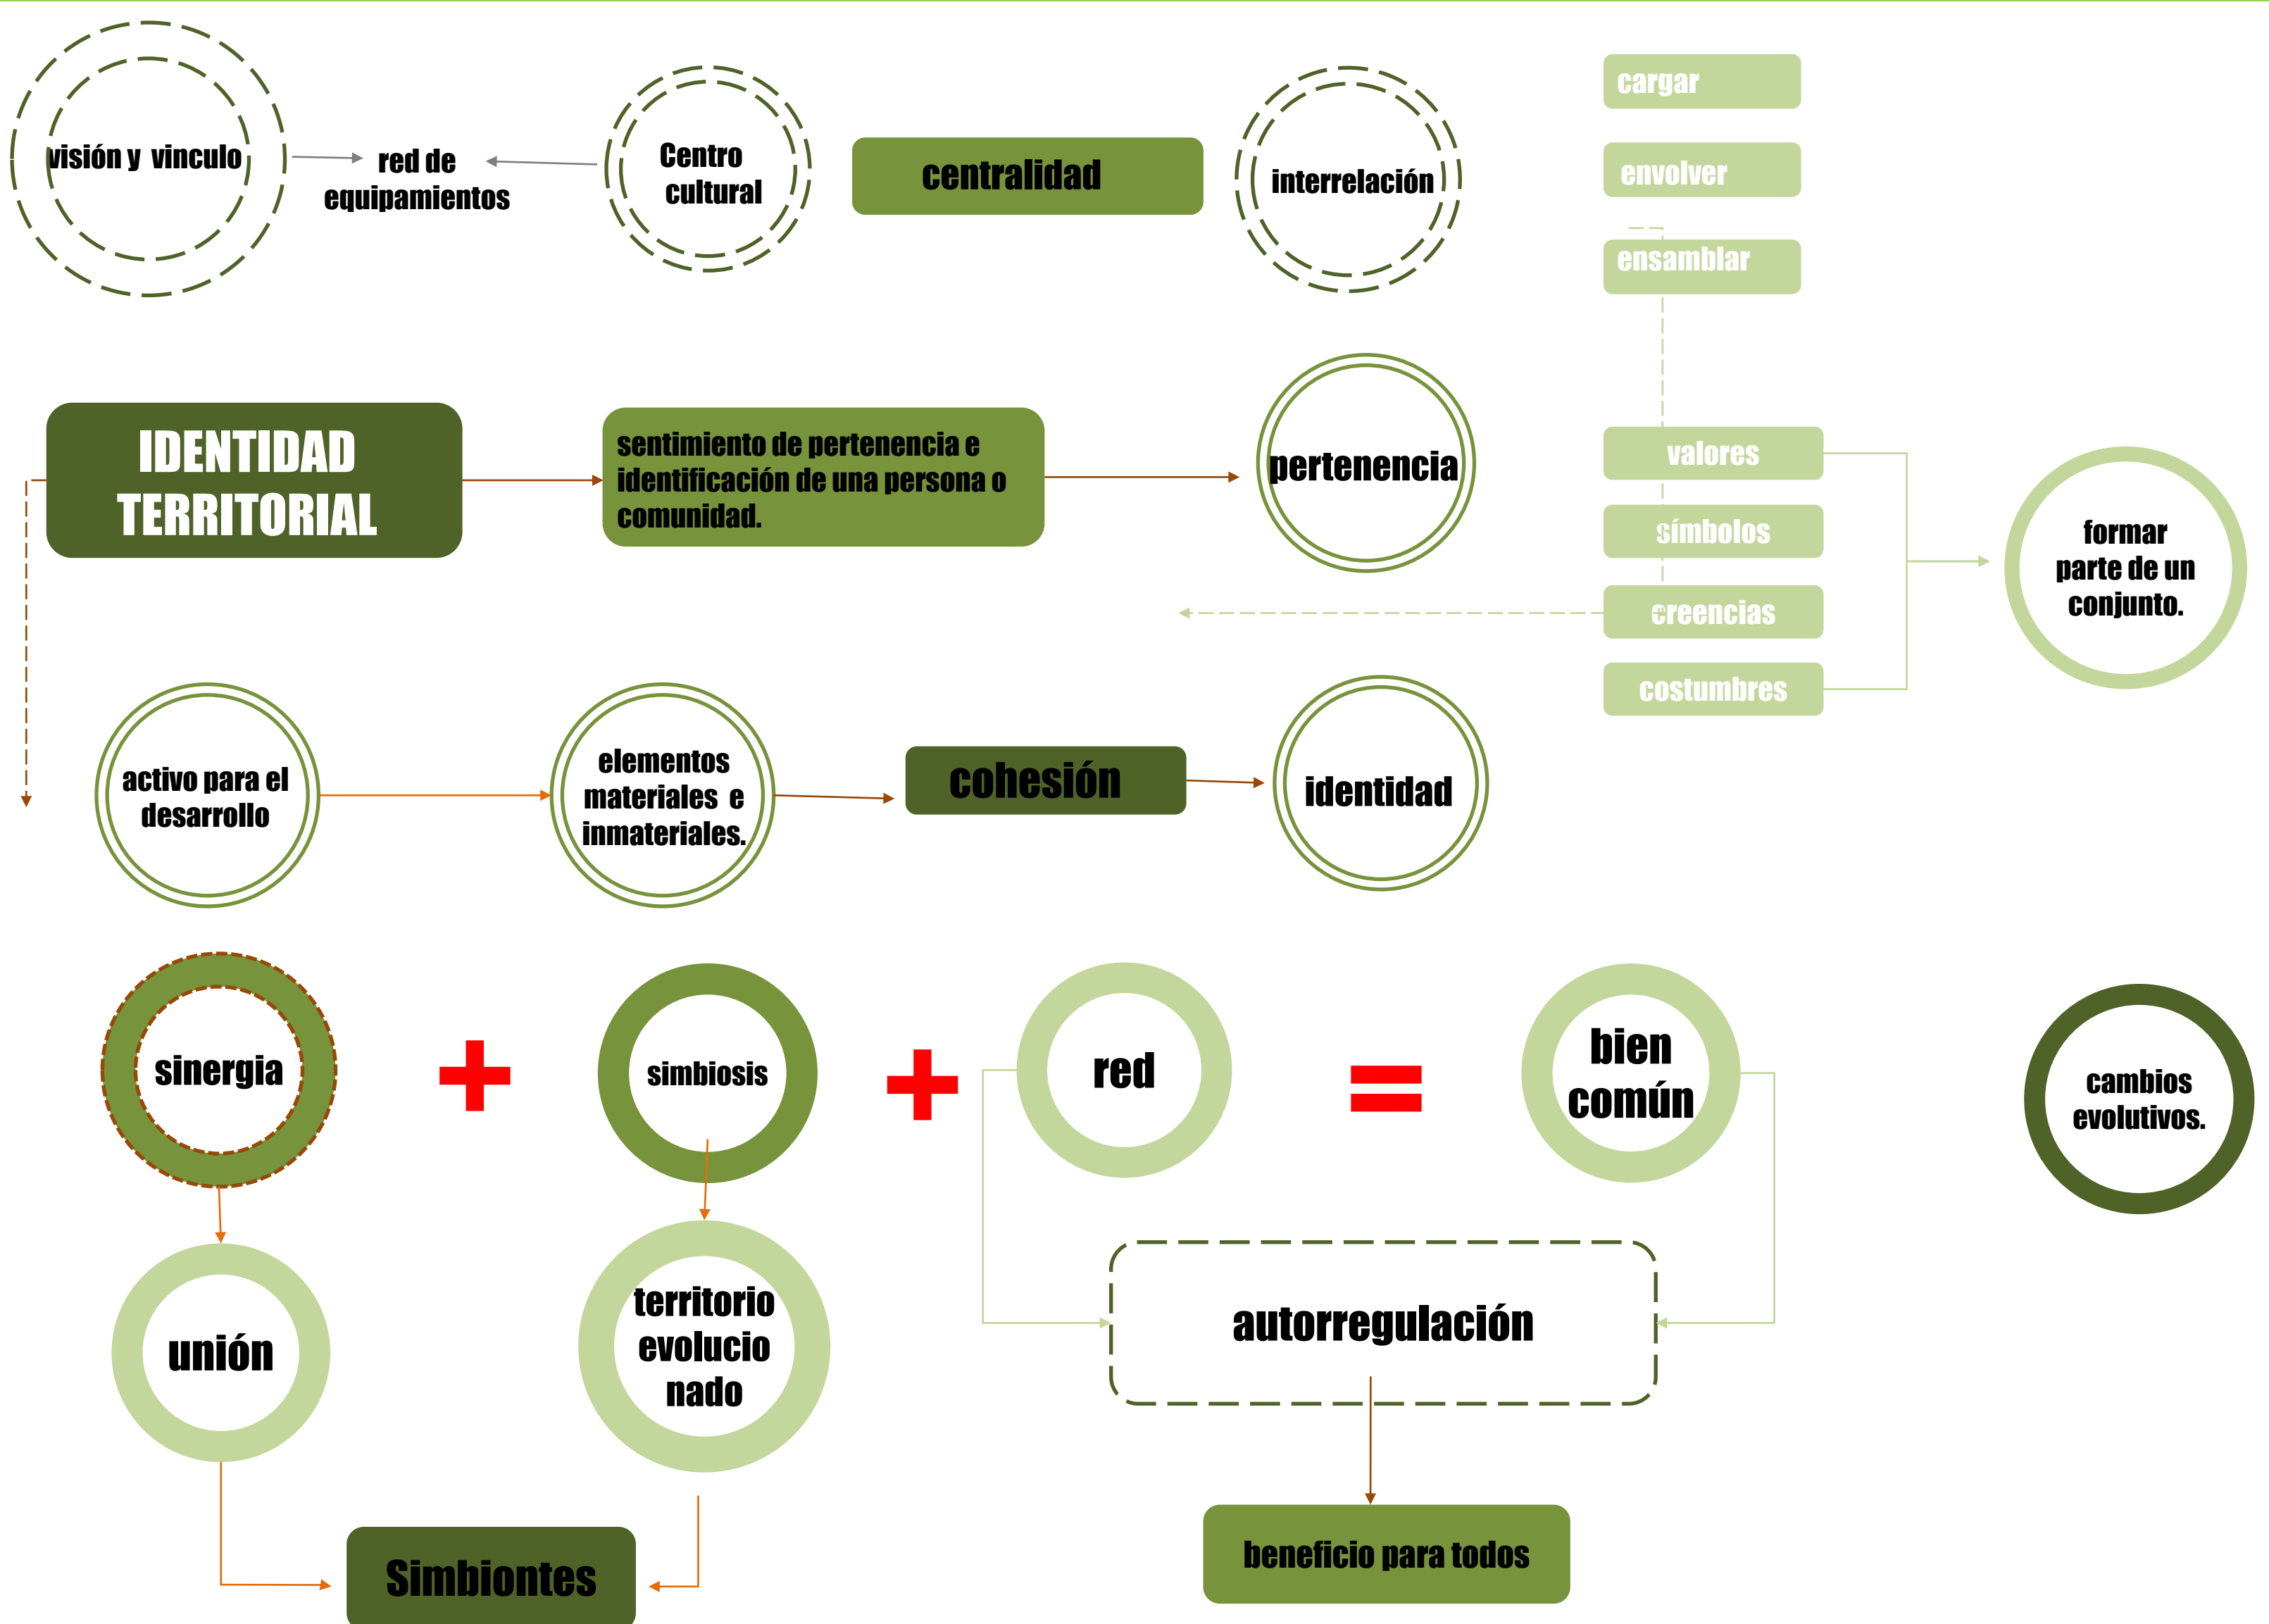 visión y vinculo
red de
equipamientos
Centro
cultural
centralidad
interrelación
cargar
envolver
ensamblar
IDENTIDAD
TERRITORIAL
sentimiento de pertenencia e
identificación de una persona o
comunidad.
pertenencia
valores
símbolos
creencias
costumbres
formar
parte de un
conjunto.
activo para el
desarrollo
elementos
materiales e
inmateriales.
cohesión
identidad
sinergia
+
simbiosis
+
red
=
bien
común
cambios
evolutivos.
unión
territorio
evolucio
nado
autorregulación
Simbiontes
beneficio para todos